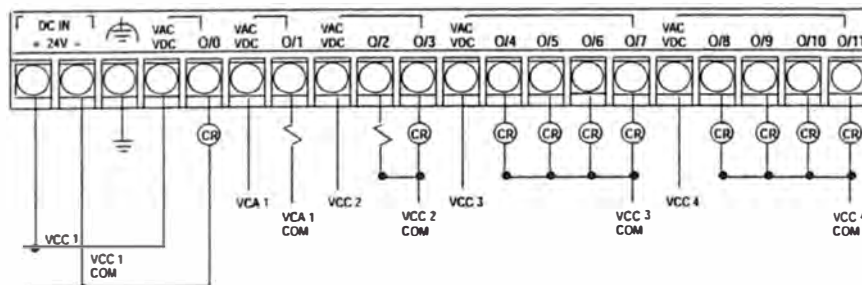 DC IN
+ 24V -
VAC
VDC
O/0
VAC
VDC
O/1
VAC
VDC
O/2
O/3
VAC
VDC
O/4
O/5
O/6
O/7
VAC
VDC
O/8
O/9
O/10
O/11
CR
CR
CR
CR
CR
CR
CR
CR
CR
CR
VCA 1
VCA 1
COM
VCC 2
VCC 2
COM
VCC 3
VCC 3
COM
VCC 4
VCC 4
COM
VCC 1
VCC 1
COM